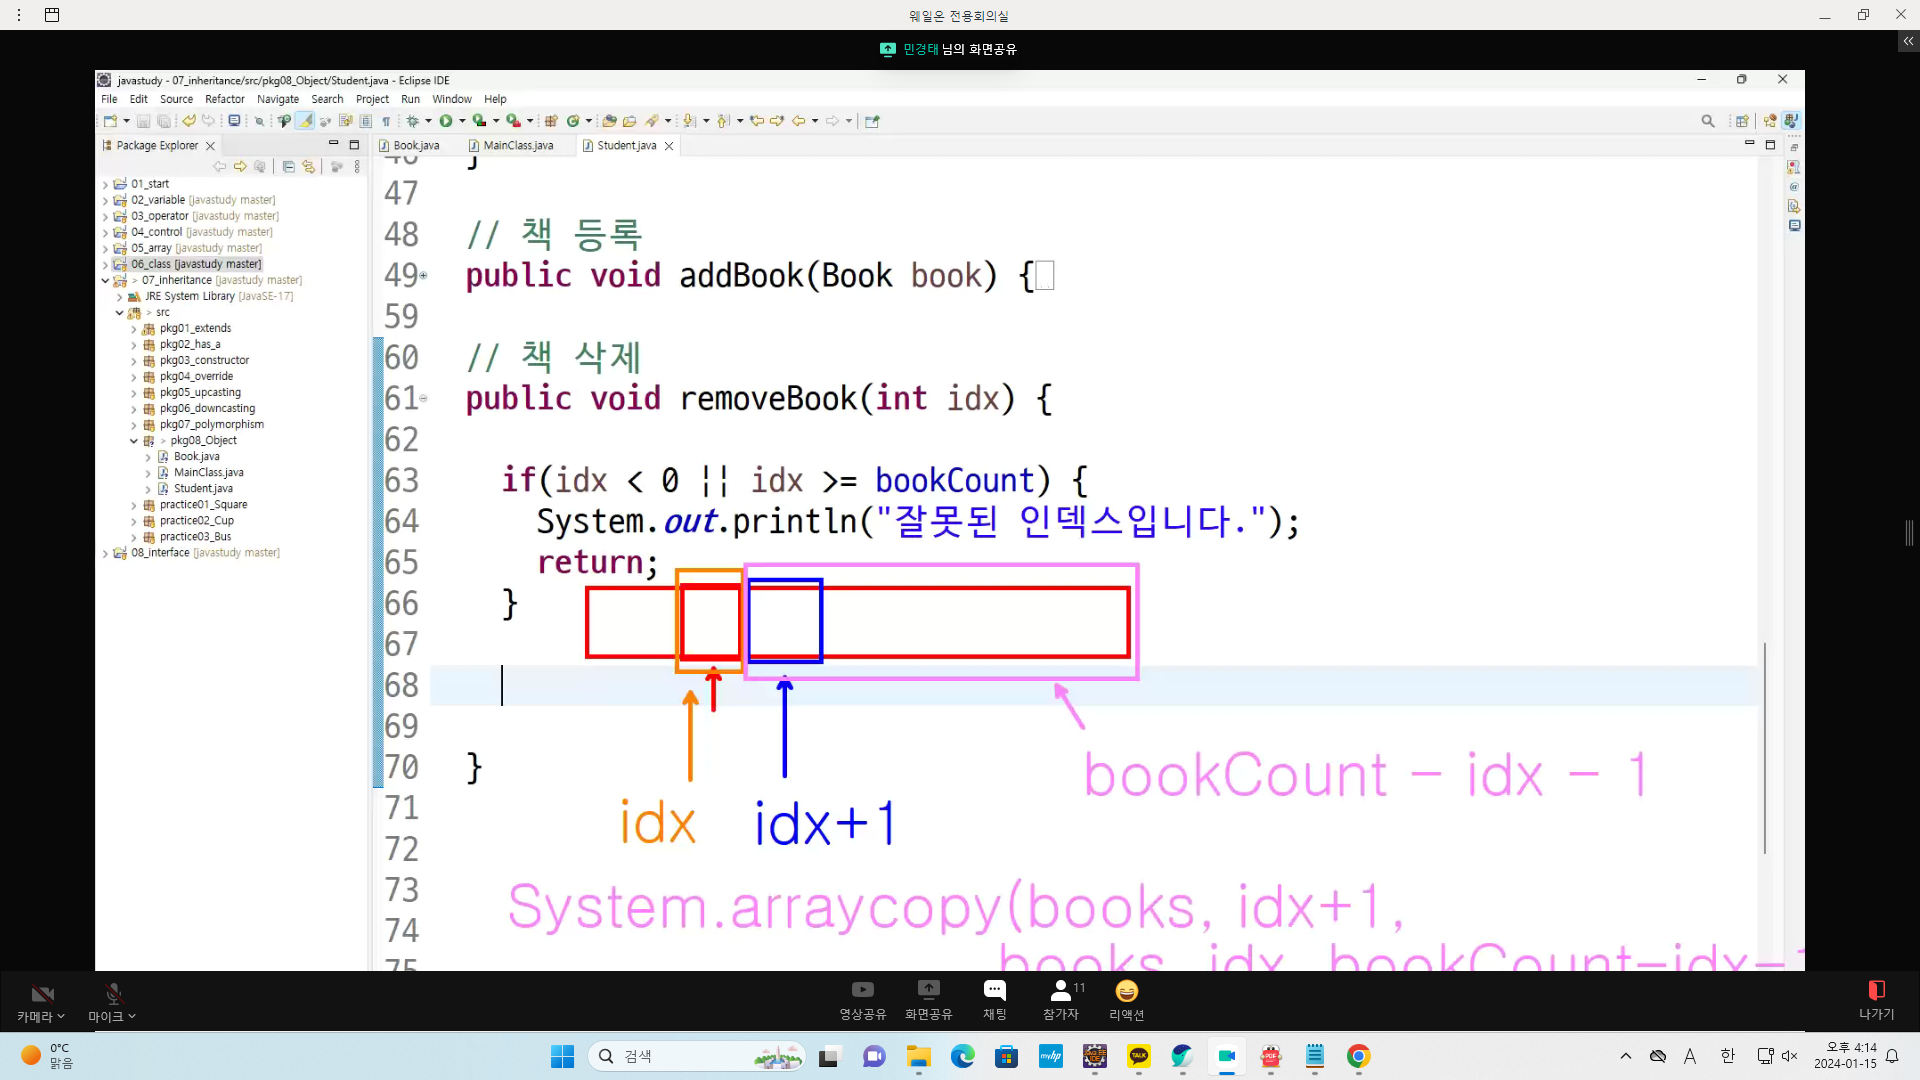 웨일온 전용회의실
민경태 님의 화면공유
javastudy - 07_inheritance/src/pkg08_Object/Student.java - Eclipse IDE
File Edit Source Refactor Navigate Search Project Run Window Help
Package Explorer
Book.java MainClass.java Student.java
01_start
02_variable [javastudy master]
03_operator [javastudy master]
04_control [javastudy master]
05_array [javastudy master]
06_class [javastudy master]
> 07_inheritance [javastudy master]
JRE System Library [JavaSE-17]
> src
pkg01_extends
pkg02_has_a
pkg03_constructor
pkg04_override
pkg05_upcasting
pkg06_downcasting
pkg07_polymorphism
> pkg08_Object
Book.java
MainClass.java
Student.java
practice01_Square
practice02_Cup
practice03_Bus
08_interface [javastudy master]
46 }
47
48 // 책 등록
49 public void addBook(Book book) {
59
60 // 책 삭제
61 public void removeBook(int idx) {
62
63 if(idx < 0 || idx >= bookCount) {
64 System.out.println("잘못된 인덱스입니다.");
65 return;
66 }
67
68
69
70 }
71
72
73
74
75
bookCount - idx - 1
idx idx+1
System.arraycopy(books, idx+1,
books, idx, bookCount-idx-1
카메라 마이크 영상공유 화면공유 채팅 참가자 11 리액션 나가기
0°C
맑음
검색
myhp
JAVA EE IDE
TALK
PDF
A 한
오후 4:14
2024-01-15